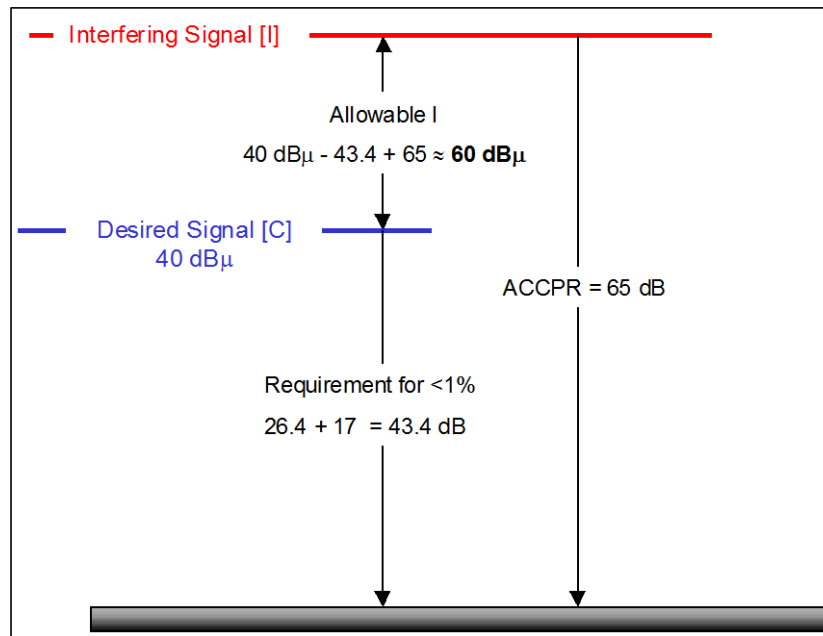 Interfering Signal [I]
Allowable I
40 dBμ - 43.4 + 65 ≈ 60 dBμ
Desired Signal [C]
40 dBμ
ACCPR = 65 dB
Requirement for <1%
26.4 + 17 = 43.4 dB